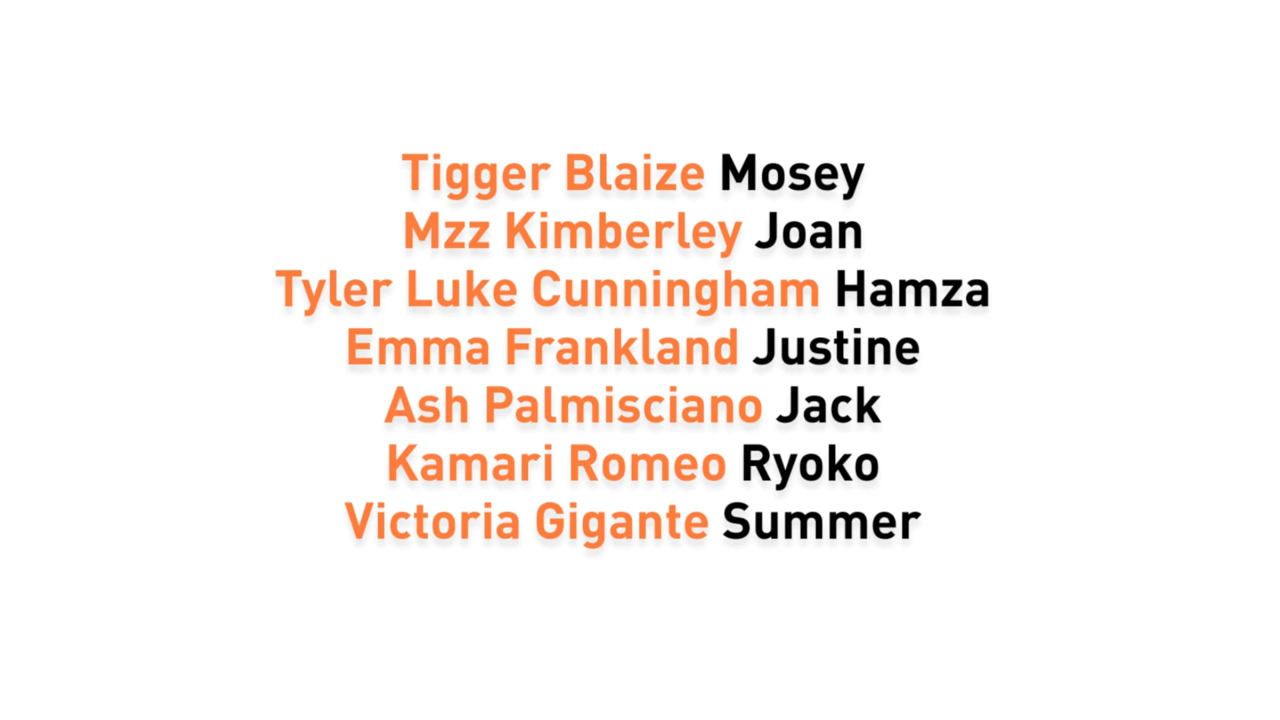 Tigger Blaize Mosey
Mzz Kimberley Joan
Tyler Luke Cunningham Hamza
Emma Frankland Justine
Ash Palmisciano Jack
Kamari Romeo Ryoko
Victoria Gigante Summer